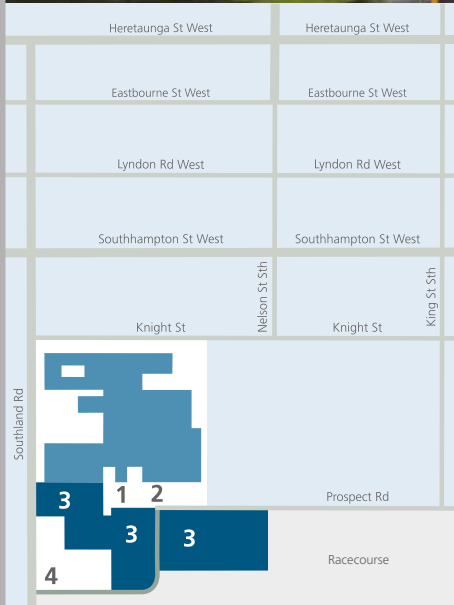 Heretaunga St West
Heretaunga St West
Eastbourne St West
Eastbourne St West
Lyndon Rd West
Lyndon Rd West
Southhampton St West
Southhampton St West
Nelson St Sth
King St Sth
Knight St
Knight St
Southland Rd
3
1
2
Prospect Rd
3
3
Racecourse
4